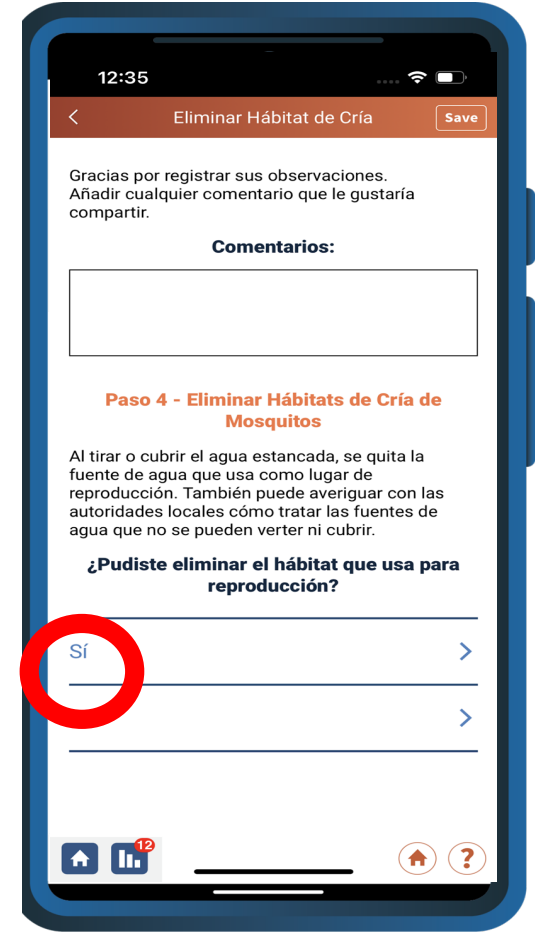 12:35
Eliminar Hábitat de Cría
Save
Gracias por registrar sus observaciones.
Añadir cualquier comentario que le gustaría
compartir.
Comentarios:
Paso 4 - Eliminar Hábitats de Cría de
Mosquitos
Al tirar o cubrir el agua estancada, se quita la
fuente de agua que usa como lugar de
reproducción. También puede averiguar con las
autoridades locales cómo tratar las fuentes de
agua que no se pueden verter ni cubrir.
¿Pudiste eliminar el hábitat que usa para
reproducción?
Sí
12
?